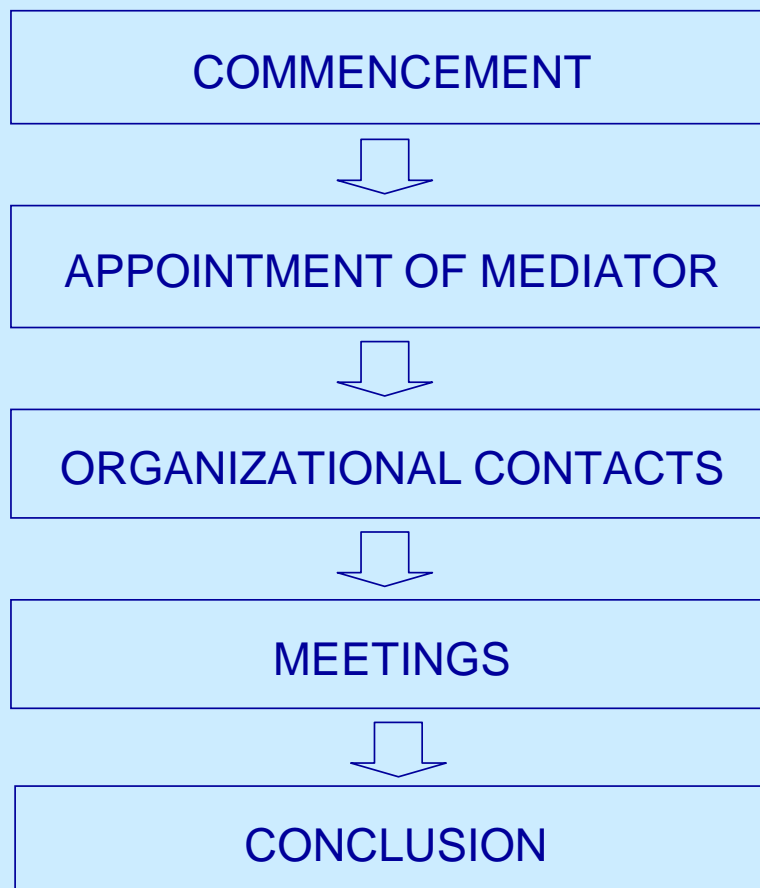 COMMENCEMENT
APPOINTMENT OF MEDIATOR
ORGANIZATIONAL CONTACTS
MEETINGS
CONCLUSION